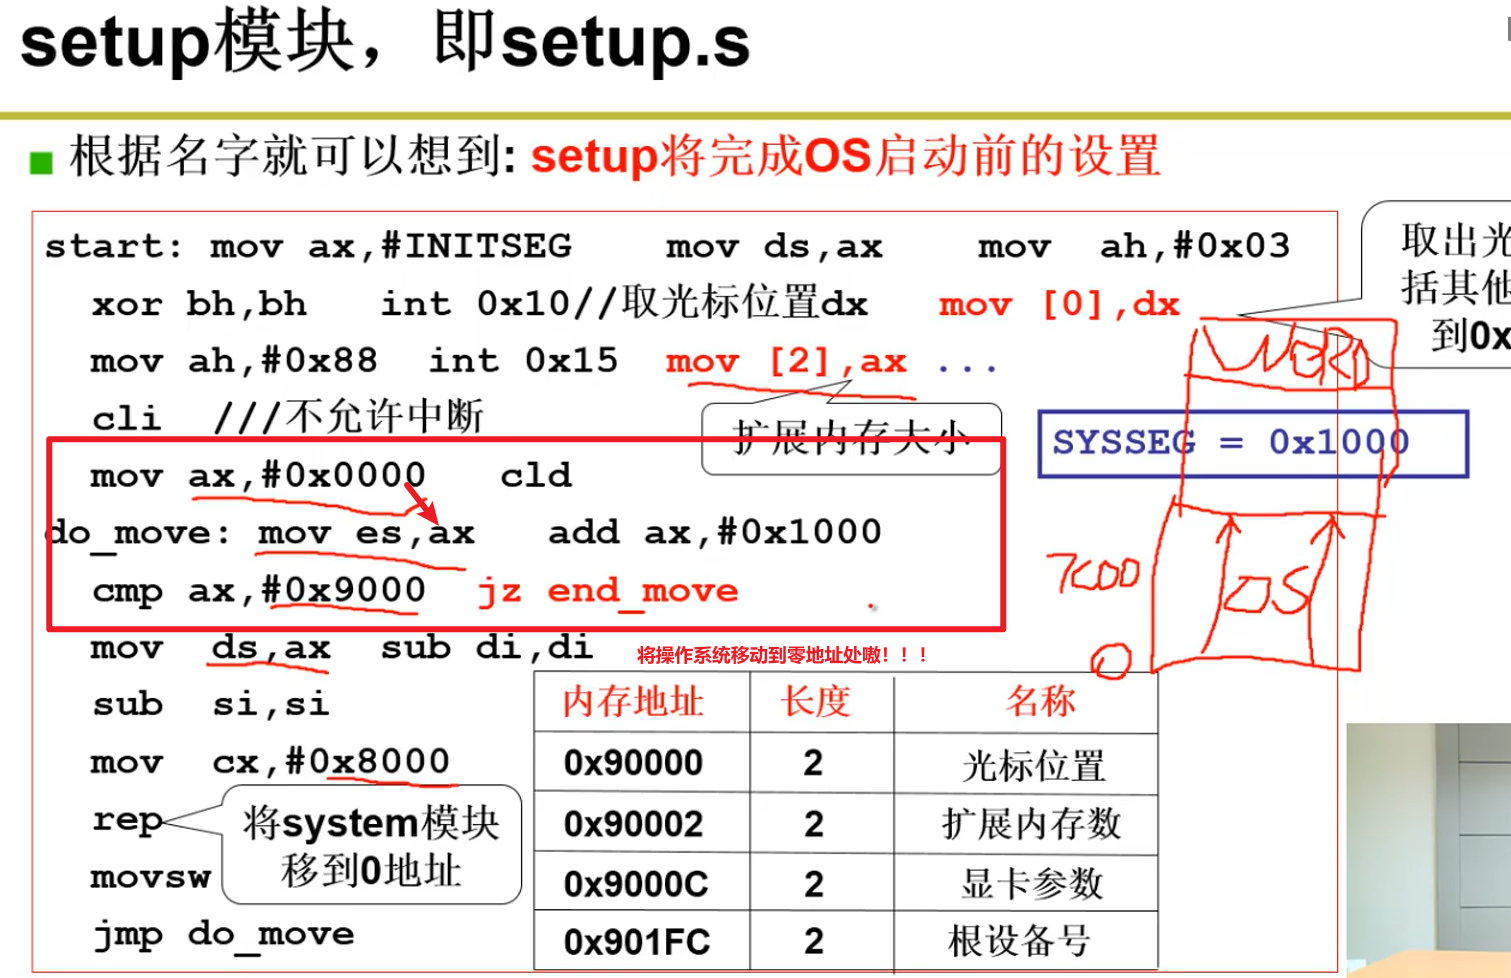 setup模块，即setup.s
根据名字就可以想到: setup将完成OS启动前的设置
start: mov ax,#INITSEG mov ds,ax mov ah,#0x03
xor bh,bh int 0x10//取光标位置dx mov [0],dx
mov ah,#0x88 int 0x15 mov [2],ax ...
cli ///不允许中断
mov ax,#0x0000 cld
do_move: mov es,ax add ax,#0x1000
cmp ax,#0x9000 jz end_move
mov ds,ax sub di,di
sub si,si
mov cx,#0x8000
rep
movsw
jmp do_move
取出光
括其他
到0x
扩展内存大小
SYSSEG = 0x1000
7C00
OS
0
将操作系统移动到零地址处嗷！！！
将system模块
移到0地址
内存地址 长度 名称
0x90000 2 光标位置
0x90002 2 扩展内存数
0x9000C 2 显卡参数
0x901FC 2 根设备号